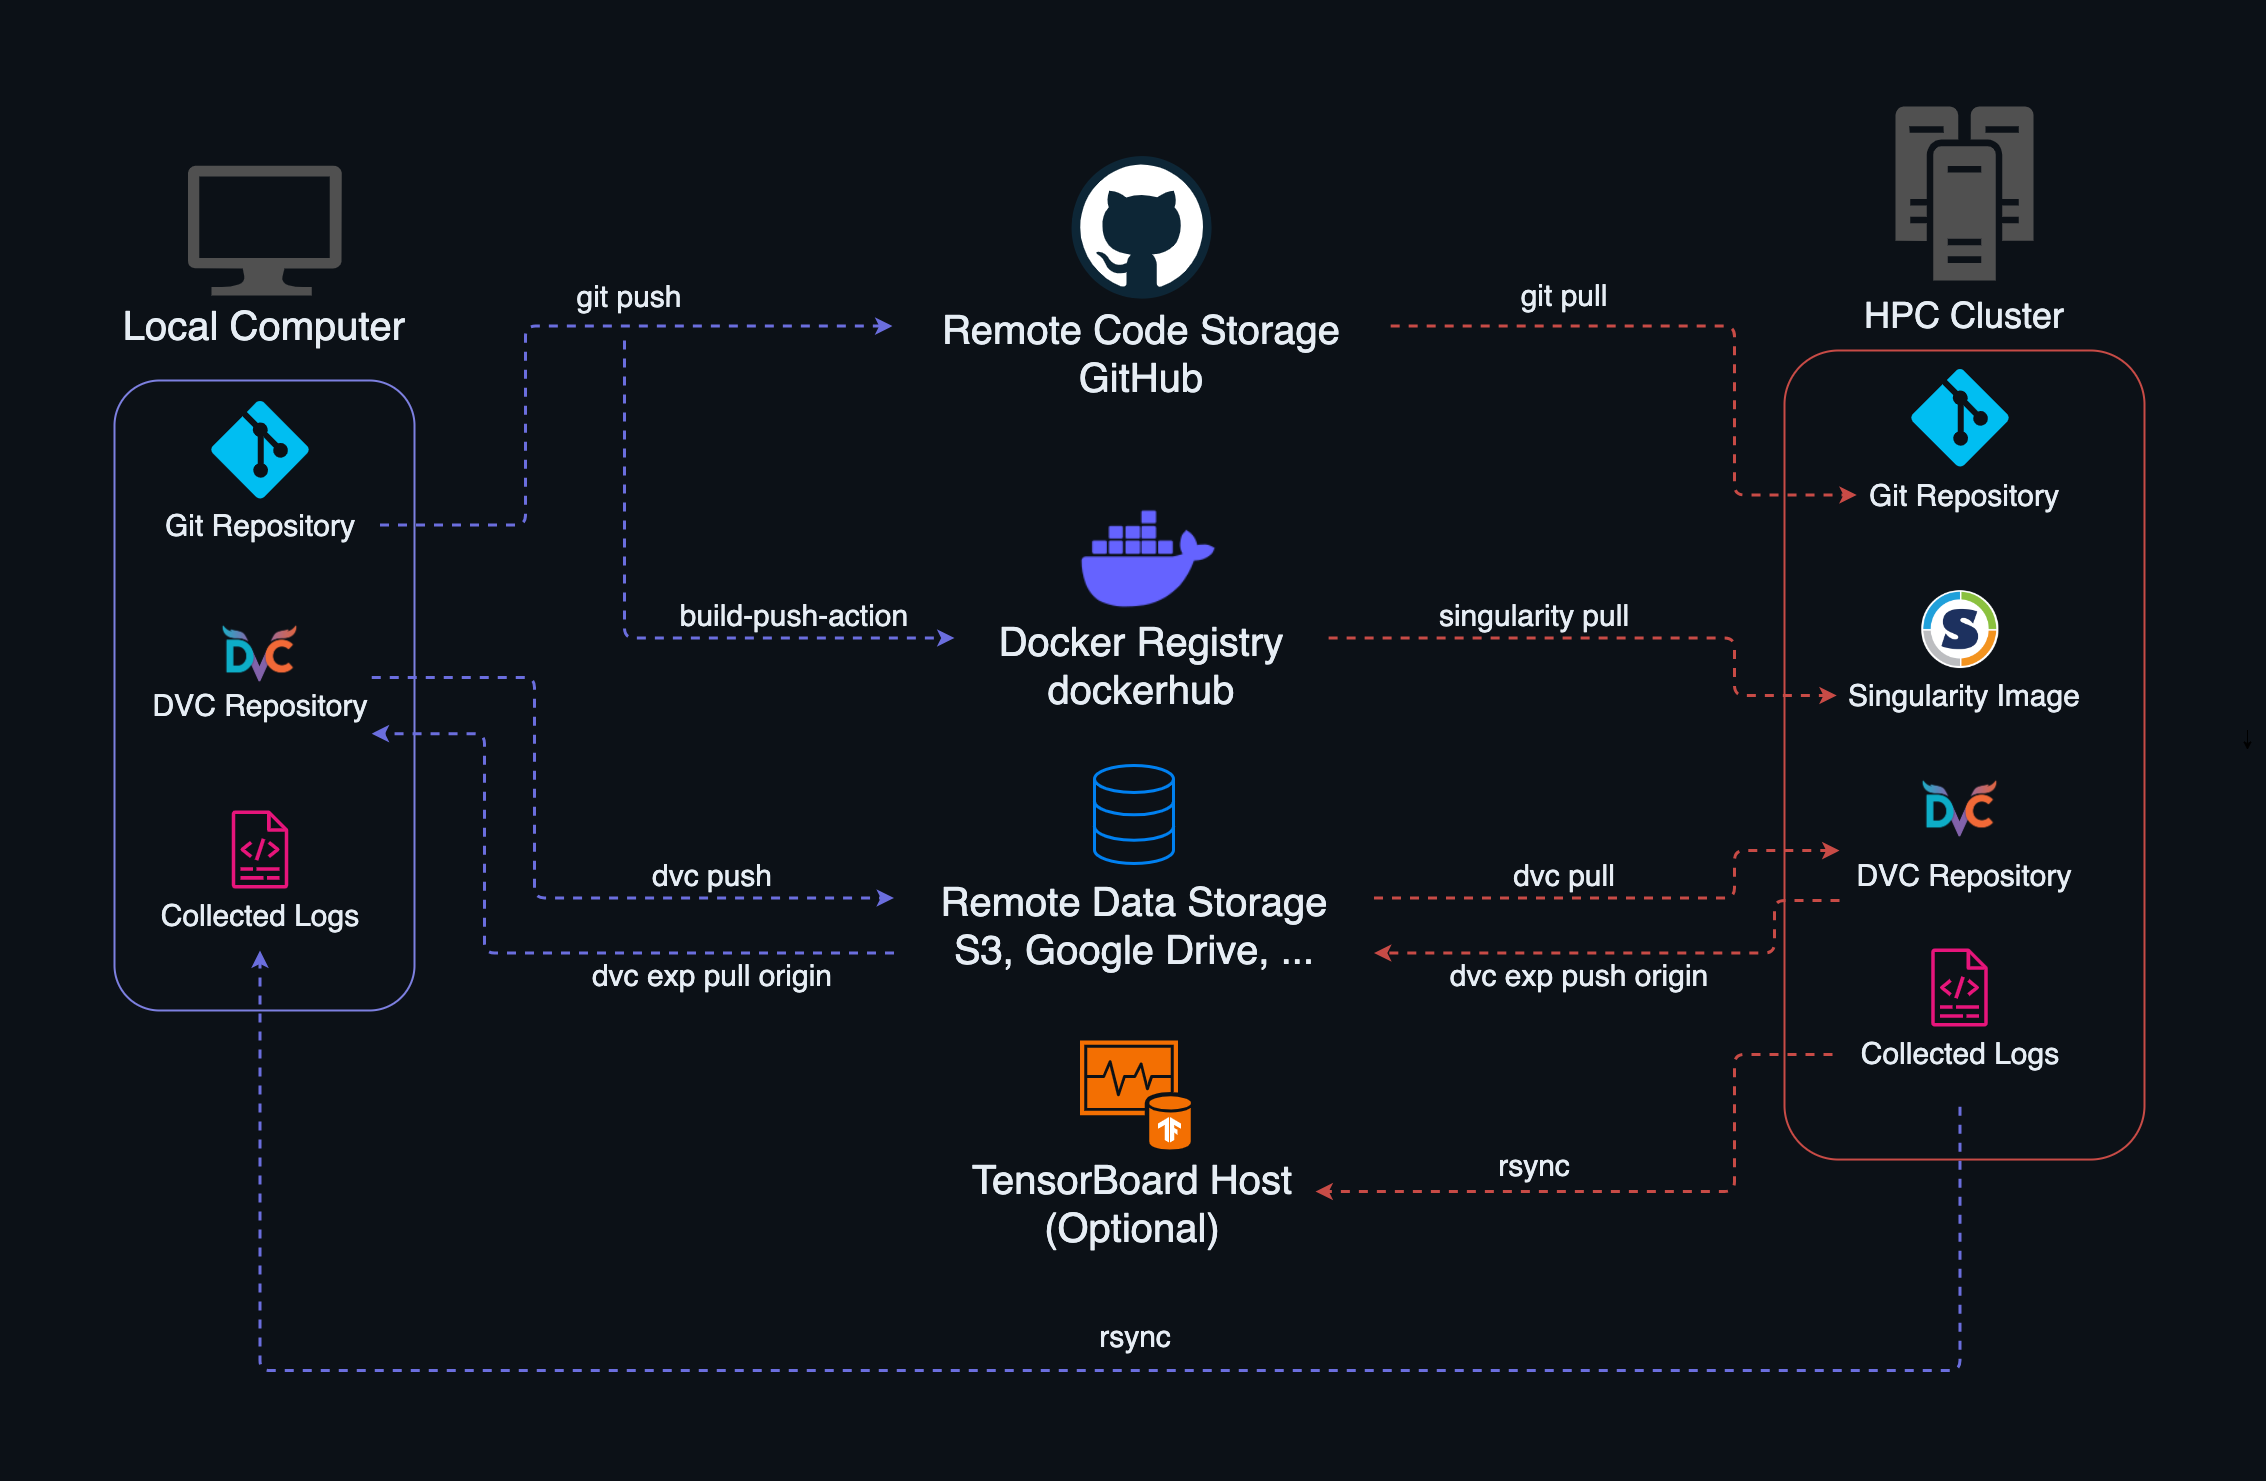 Local Computer
Git Repository
DVC
DVC Repository
Collected Logs
git push
build-push-action
dvc push
dvc exp pull origin
Remote Code Storage
GitHub
Docker Registry
dockerhub
Remote Data Storage
S3, Google Drive, ...
TensorBoard Host
(Optional)
rsync
git pull
singularity pull
dvc pull
dvc exp push origin
rsync
HPC Cluster
Git Repository
S
Singularity Image
DVC
DVC Repository
Collected Logs